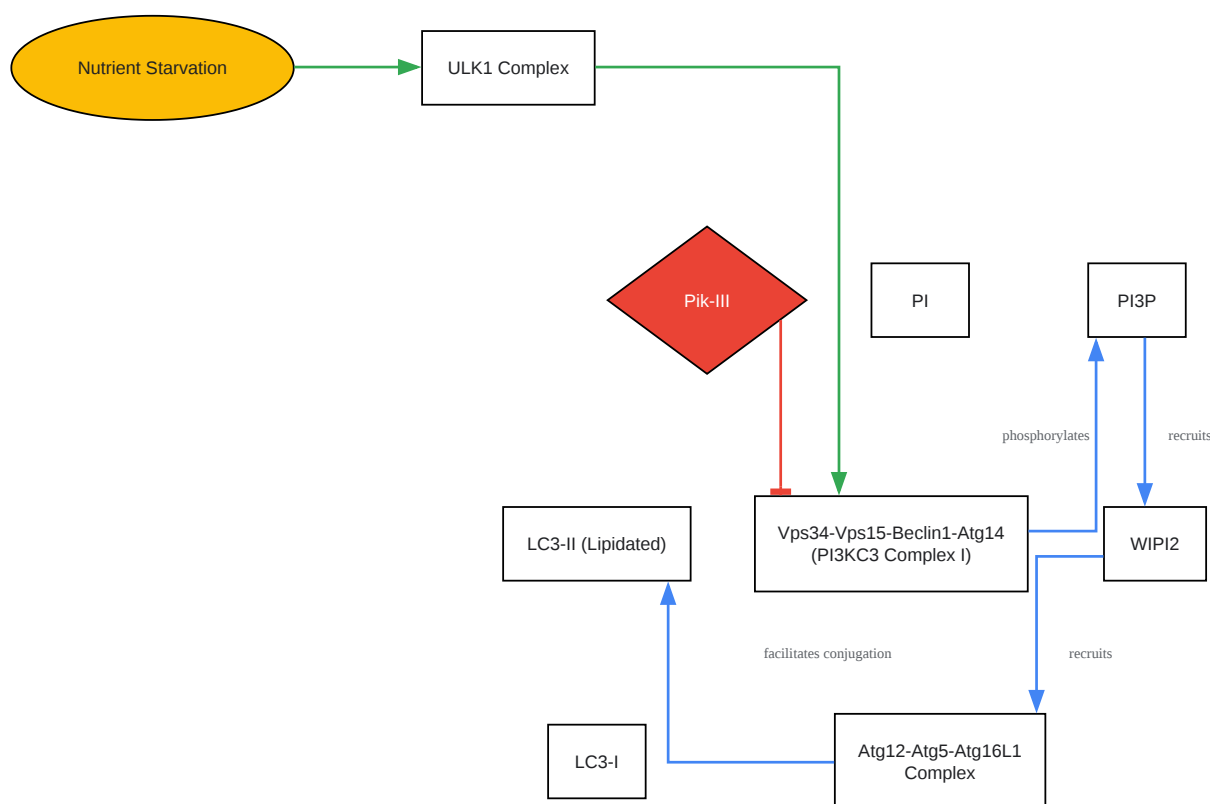 Nutrient Starvation
ULK1 Complex
Pik-III
PI
PI3P
phosphorylates
recruits
Vps34-Vps15-Beclin1-Atg14
(PI3KC3 Complex I)
LC3-II (Lipidated)
WIPI2
facilitates conjugation
recruits
LC3-I
Atg12-Atg5-Atg16L1
Complex